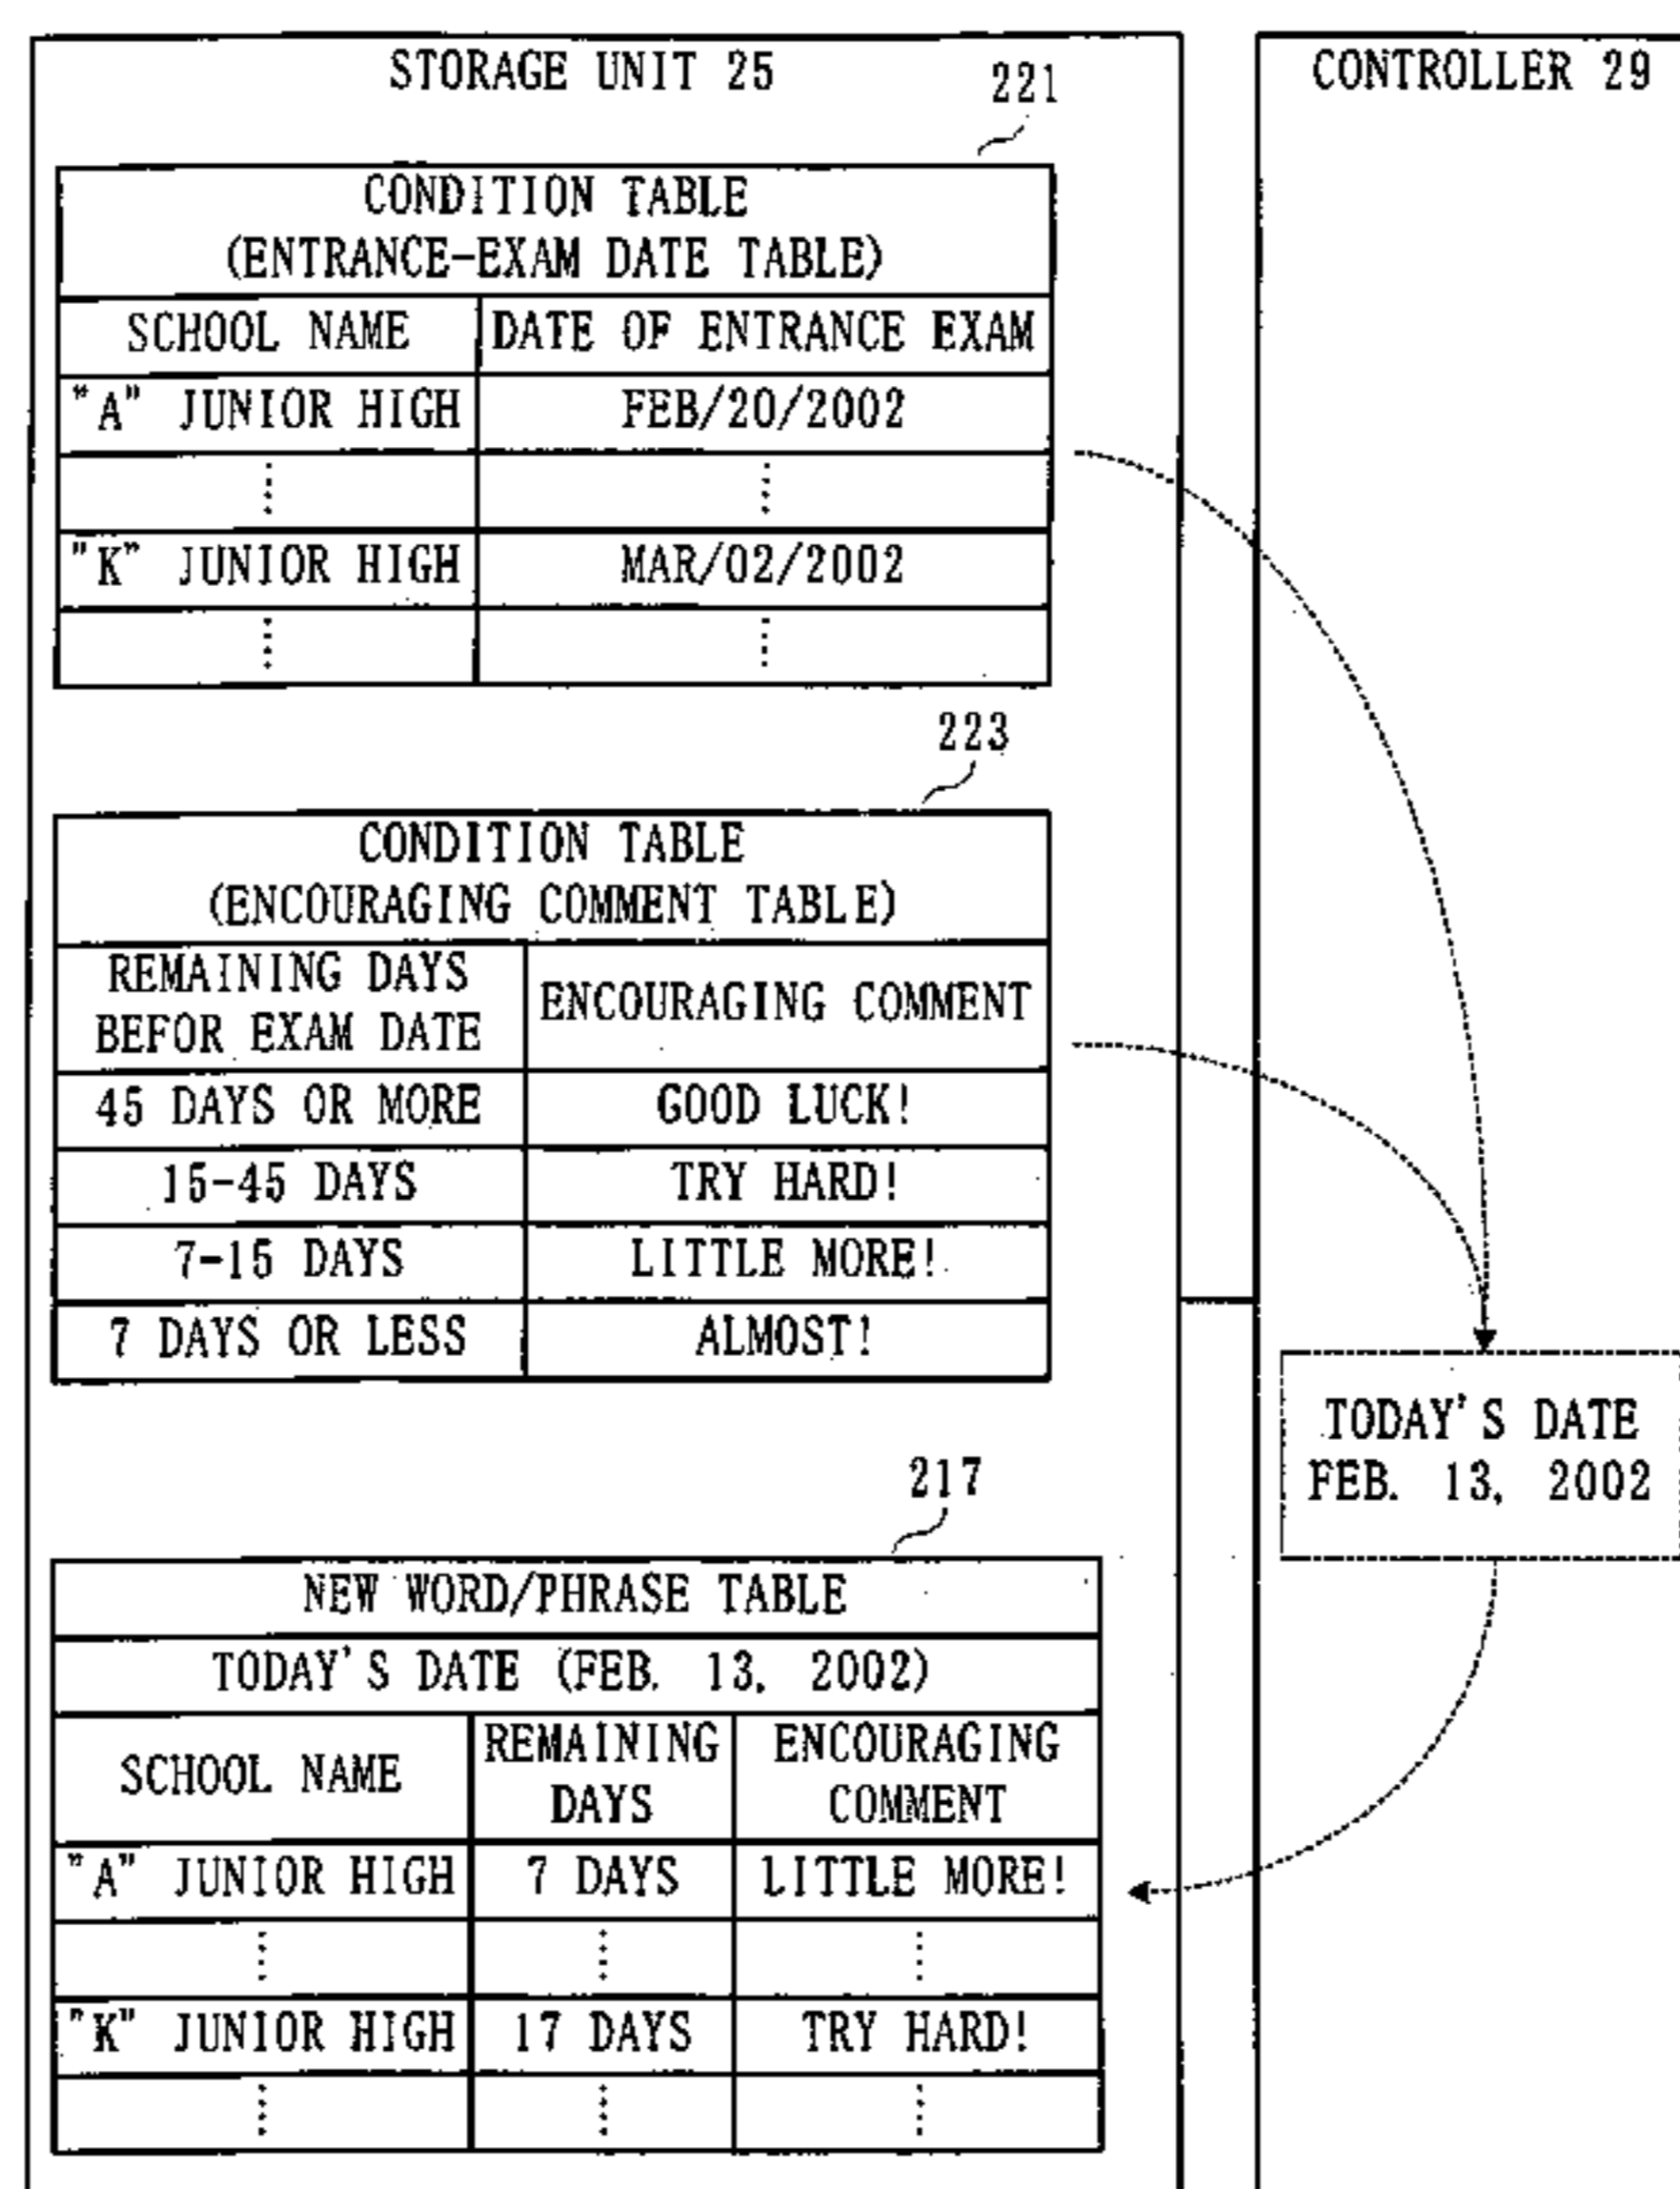 STORAGE UNIT 25
221
CONTROLLER 29
CONDITION TABLE
(ENTRANCE-EXAM DATE TABLE)
SCHOOL NAME DATE OF ENTRANCE EXAM
"A" JUNIOR HIGH FEB/20/2002
"K" JUNIOR HIGH MAR/02/2002
223
CONDITION TABLE
(ENCOURAGING COMMENT TABLE)
REMAINING DAYS
BEFOR EXAM DATE
ENCOURAGING COMMENT
45 DAYS OR MORE GOOD LUCK!
15-45 DAYS TRY HARD!
7-15 DAYS LITTLE MORE!
7 DAYS OR LESS ALMOST!
TODAY'S DATE
FEB. 13, 2002
217
NEW WORD/PHRASE TABLE
TODAY'S DATE (FEB. 13, 2002)
SCHOOL NAME
REMAINING
DAYS
ENCOURAGING
COMMENT
"A" JUNIOR HIGH 7 DAYS LITTLE MORE!
"K" JUNIOR HIGH 17 DAYS TRY HARD!